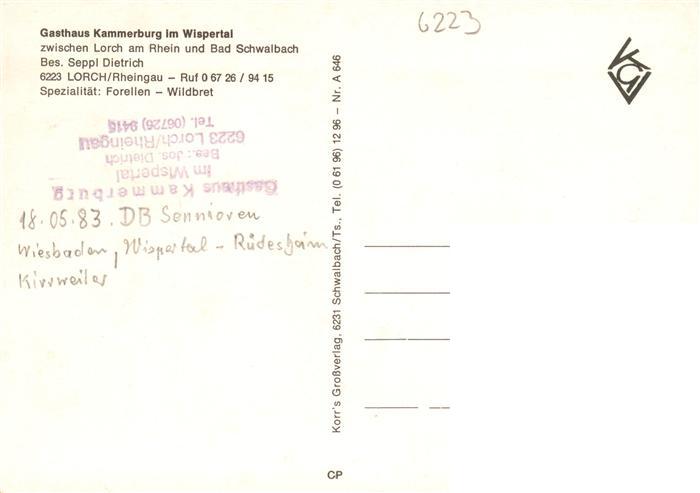 Gasthaus Kammerburg im Wispertal
zwischen Lorch am Rhein und Bad Schwalbach
Bes. Seppl Dietrich
6223 LORCH/Rheingau – Ruf 0 67 26 / 94 15
Spezialität: Forellen – Wildbret
Gasthaus Kammerburg
im Wispertal
Bes.: Jos. Dietrich
6223 Lorch/Rheingau
Tel. (06726) 9415
18.05.83. DB Sennioren
Wiesbaden, Wispertal – Rüdesheim
Kirrweiler
Korr's Großverlag, 6231 Schwalbach/Ts., Tel. (0 61 96) 12 96 – Nr. A 646
6223
KGV
CP